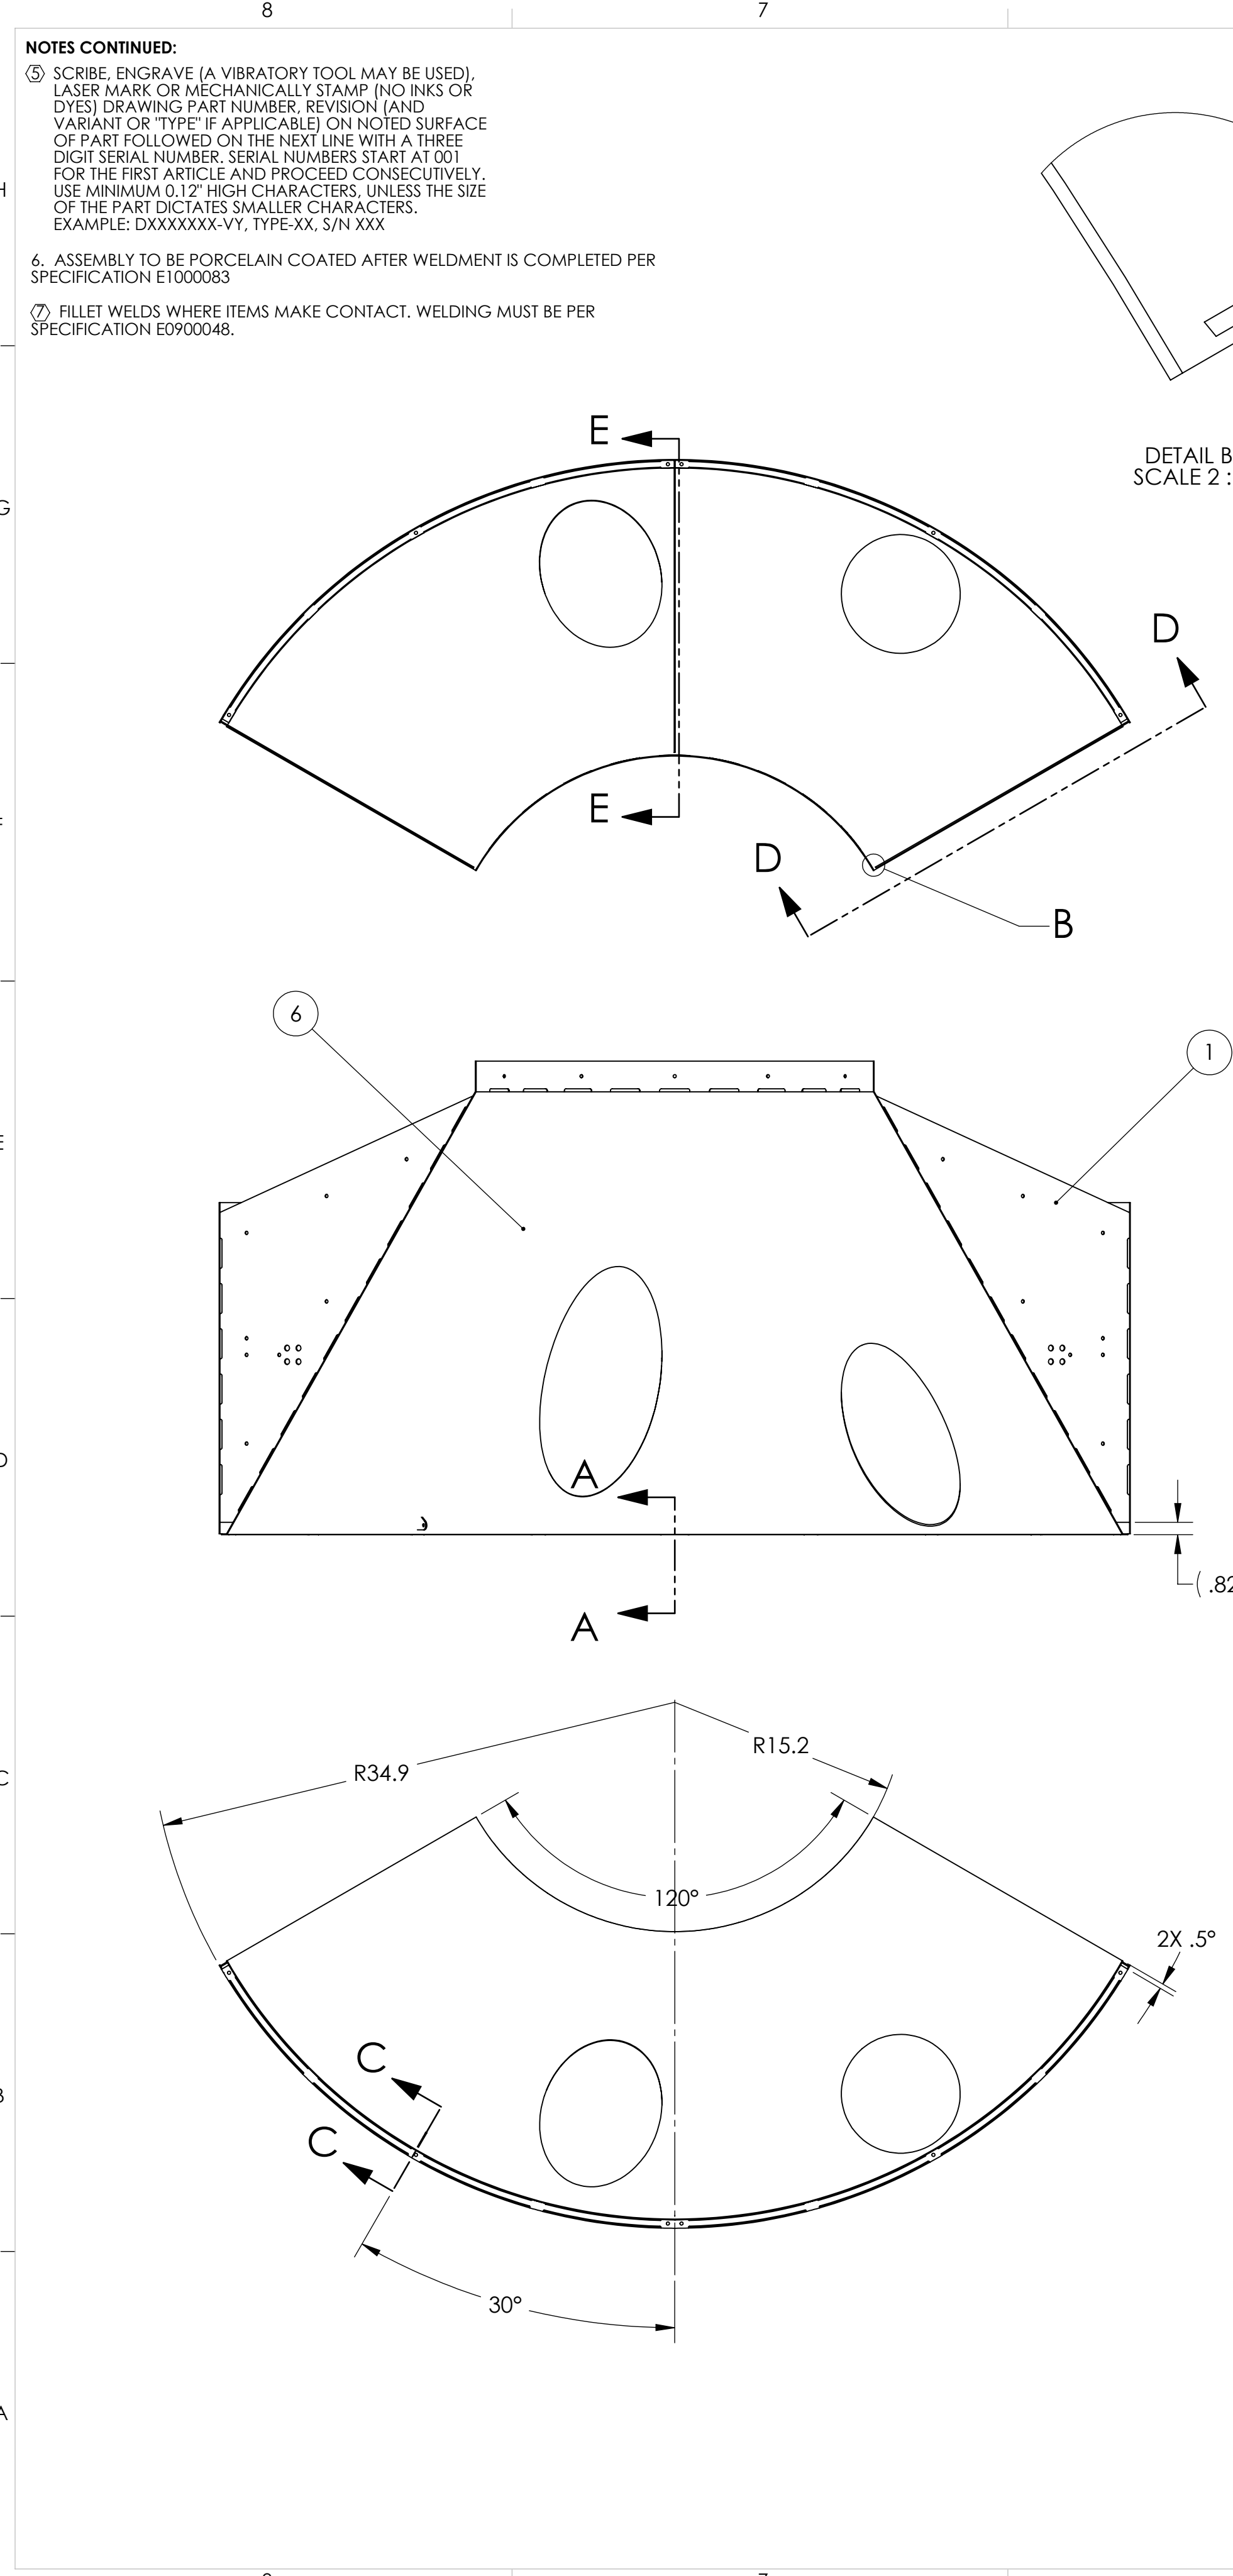 8 7
NOTES CONTINUED:
5 SCRIBE, ENGRAVE (A VIBRATORY TOOL MAY BE USED),
LASER MARK OR MECHANICALLY STAMP (NO INKS OR
DYES) DRAWING PART NUMBER, REVISION (AND
VARIANT OR "TYPE" IF APPLICABLE) ON NOTED SURFACE
OF PART FOLLOWED ON THE NEXT LINE WITH A THREE
DIGIT SERIAL NUMBER. SERIAL NUMBERS START AT 001
FOR THE FIRST ARTICLE AND PROCEED CONSECUTIVELY.
USE MINIMUM 0.12" HIGH CHARACTERS, UNLESS THE SIZE
OF THE PART DICTATES SMALLER CHARACTERS.
EXAMPLE: DXXXXXXX-VY, TYPE-XX, S/N XXX
6. ASSEMBLY TO BE PORCELAIN COATED AFTER WELDMENT IS COMPLETED PER
SPECIFICATION E1000083
7 FILLET WELDS WHERE ITEMS MAKE CONTACT. WELDING MUST BE PER
SPECIFICATION E0900048.
E
DETAIL B
SCALE 2 :
G
D
E
D
B
6
1
A
(.82
A
R15.2
R34.9
120°
2X .5°
C
C
30°
A